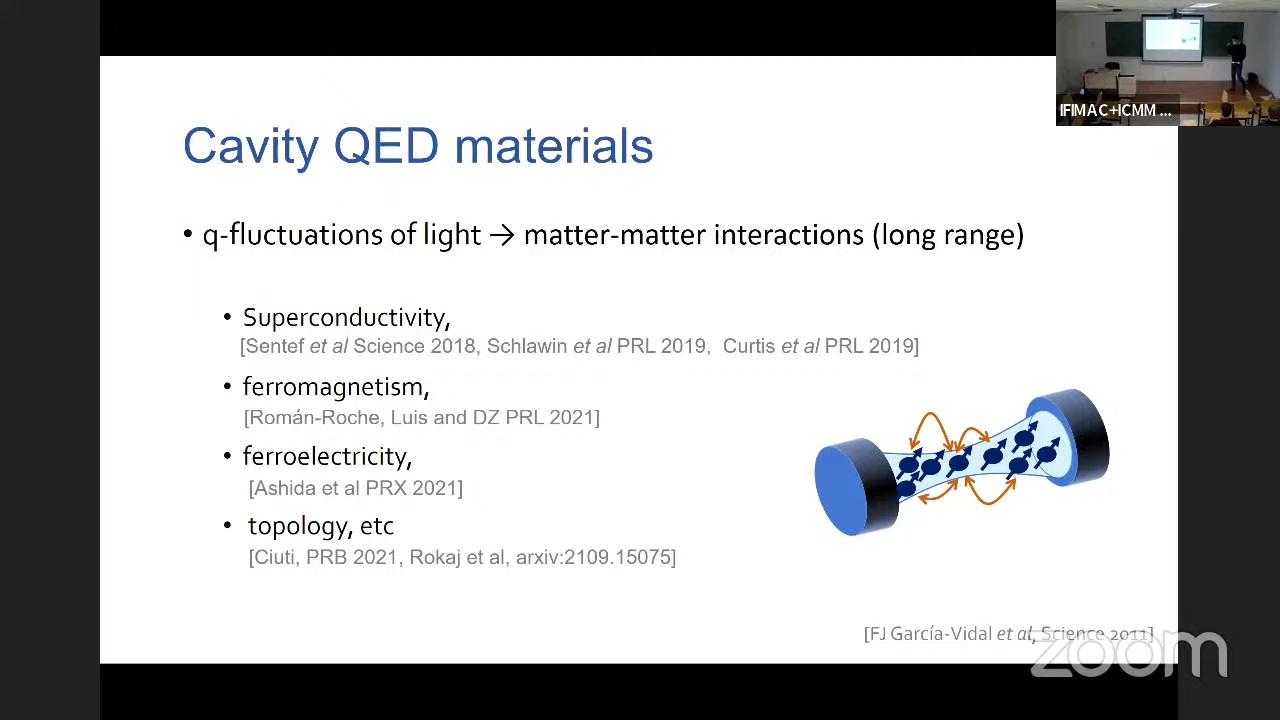 IFIMAC+ICMM ...
Cavity QED materials
• q-fluctuations of light → matter-matter interactions (long range)
• Superconductivity,
[Sentef et al Science 2018, Schlawin et al PRL 2019, Curtis et al PRL 2019]
• ferromagnetism,
[Román-Roche, Luis and DZ PRL 2021]
• ferroelectricity,
[Ashida et al PRX 2021]
• topology, etc
[Ciuti, PRB 2021, Rokaj et al, arxiv:2109.15075]
[FJ García-Vidal et al, Science 2011]
zoom